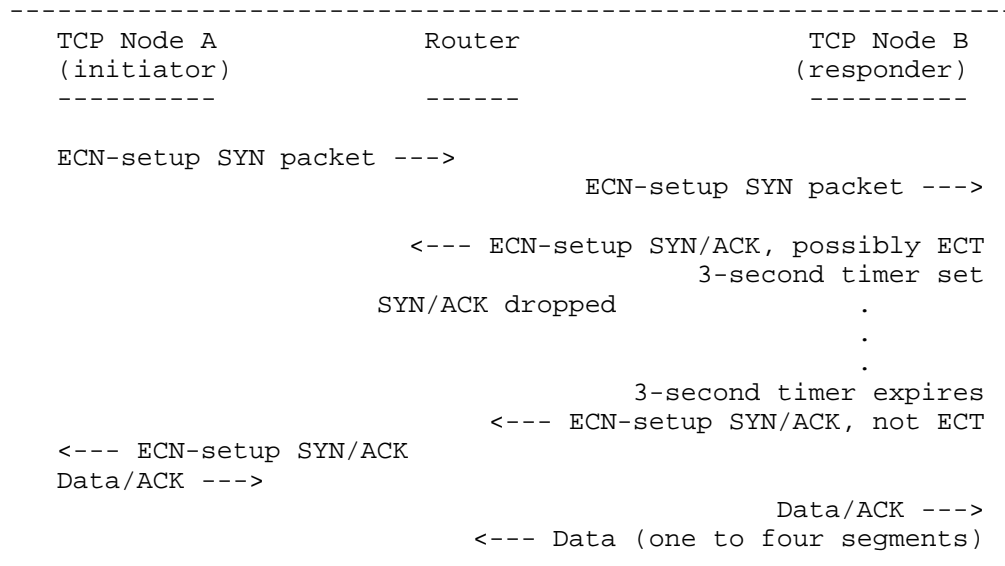 ---------------------------------------------------------------
TCP Node A             Router                  TCP Node B
(initiator)                                   (responder)
----------             ------                  ----------
ECN-setup SYN packet --->
ECN-setup SYN packet --->
<--- ECN-setup SYN/ACK, possibly ECT
3-second timer set
SYN/ACK dropped               .
.
.
3-second timer expires
<--- ECN-setup SYN/ACK, not ECT
<--- ECN-setup SYN/ACK
Data/ACK --->
Data/ACK --->
<--- Data (one to four segments)